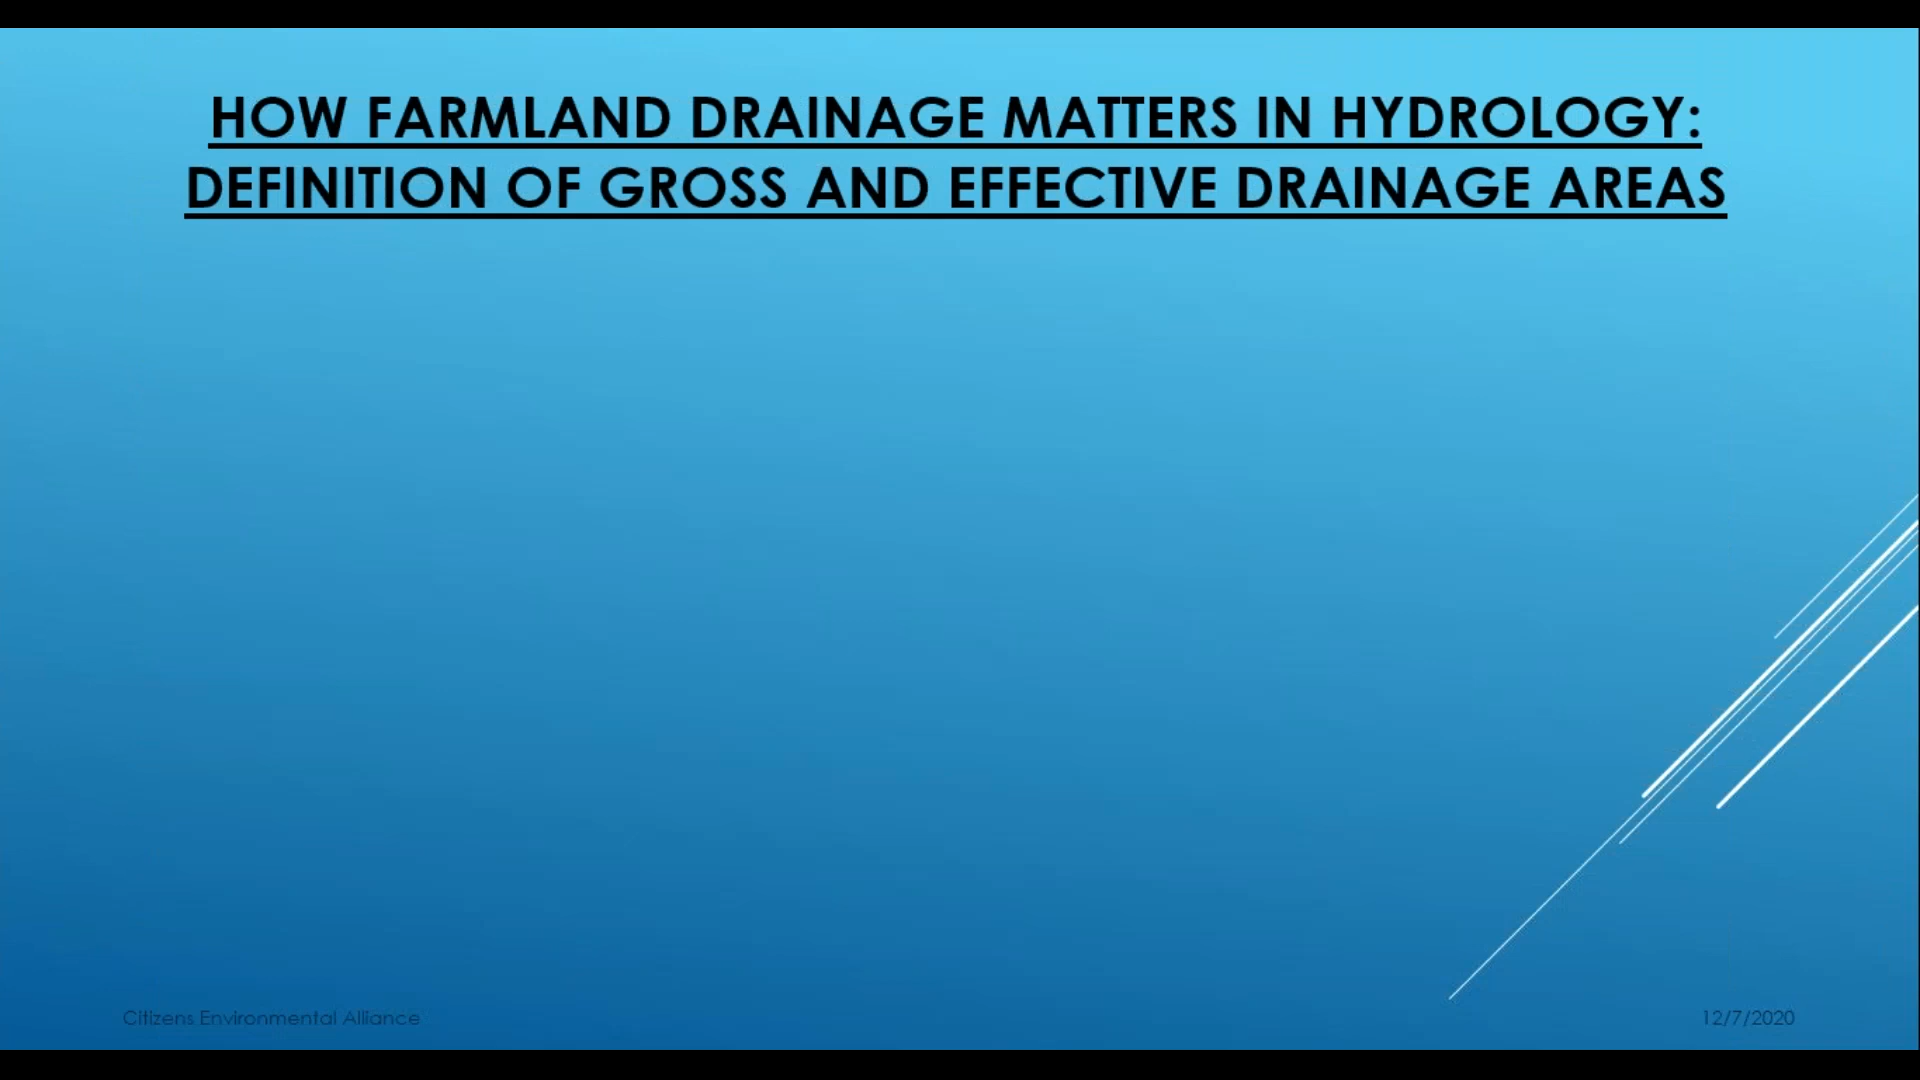 HOW FARMLAND DRAINAGE MATTERS IN HYDROLOGY:
DEFINITION OF GROSS AND EFFECTIVE DRAINAGE AREAS
Citizens Environmental Alliance
12/7/2020